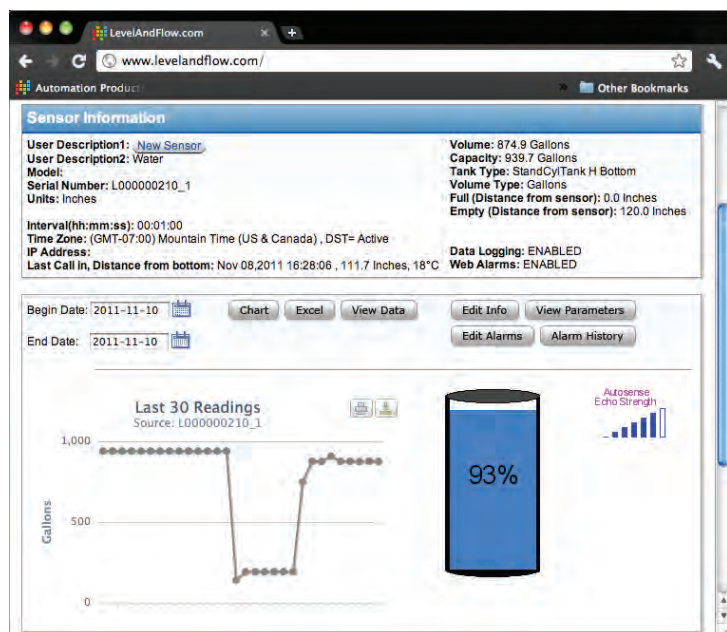 LevelAndFlow.com
www.levelandflow.com/
Automation Product
Other Bookmarks
Sensor Information
User Description1: New Sensor
User Description2: Water
Model:
Serial Number: L000000210_1
Units: Inches
Interval(hh:mm:ss): 00:01:00
Time Zone: (GMT-07:00) Mountain Time (US & Canada) , DST= Active
IP Address:
Last Call in, Distance from bottom: Nov 08,2011 16:28:06 , 111.7 Inches, 18°C
Volume: 874.9 Gallons
Capacity: 939.7 Gallons
Tank Type: StandCylTank H Bottom
Volume Type: Gallons
Full (Distance from sensor): 0.0 Inches
Empty (Distance from sensor): 120.0 Inches
Data Logging: ENABLED
Web Alarms: ENABLED
Begin Date: 2011-11-10
Chart Excel View Data
Edit Info View Parameters
End Date: 2011-11-10
Edit Alarms Alarm History
Last 30 Readings
Source: L000000210_1
1,000
500
0
Gallons
93%
Autosense
Echo Strength